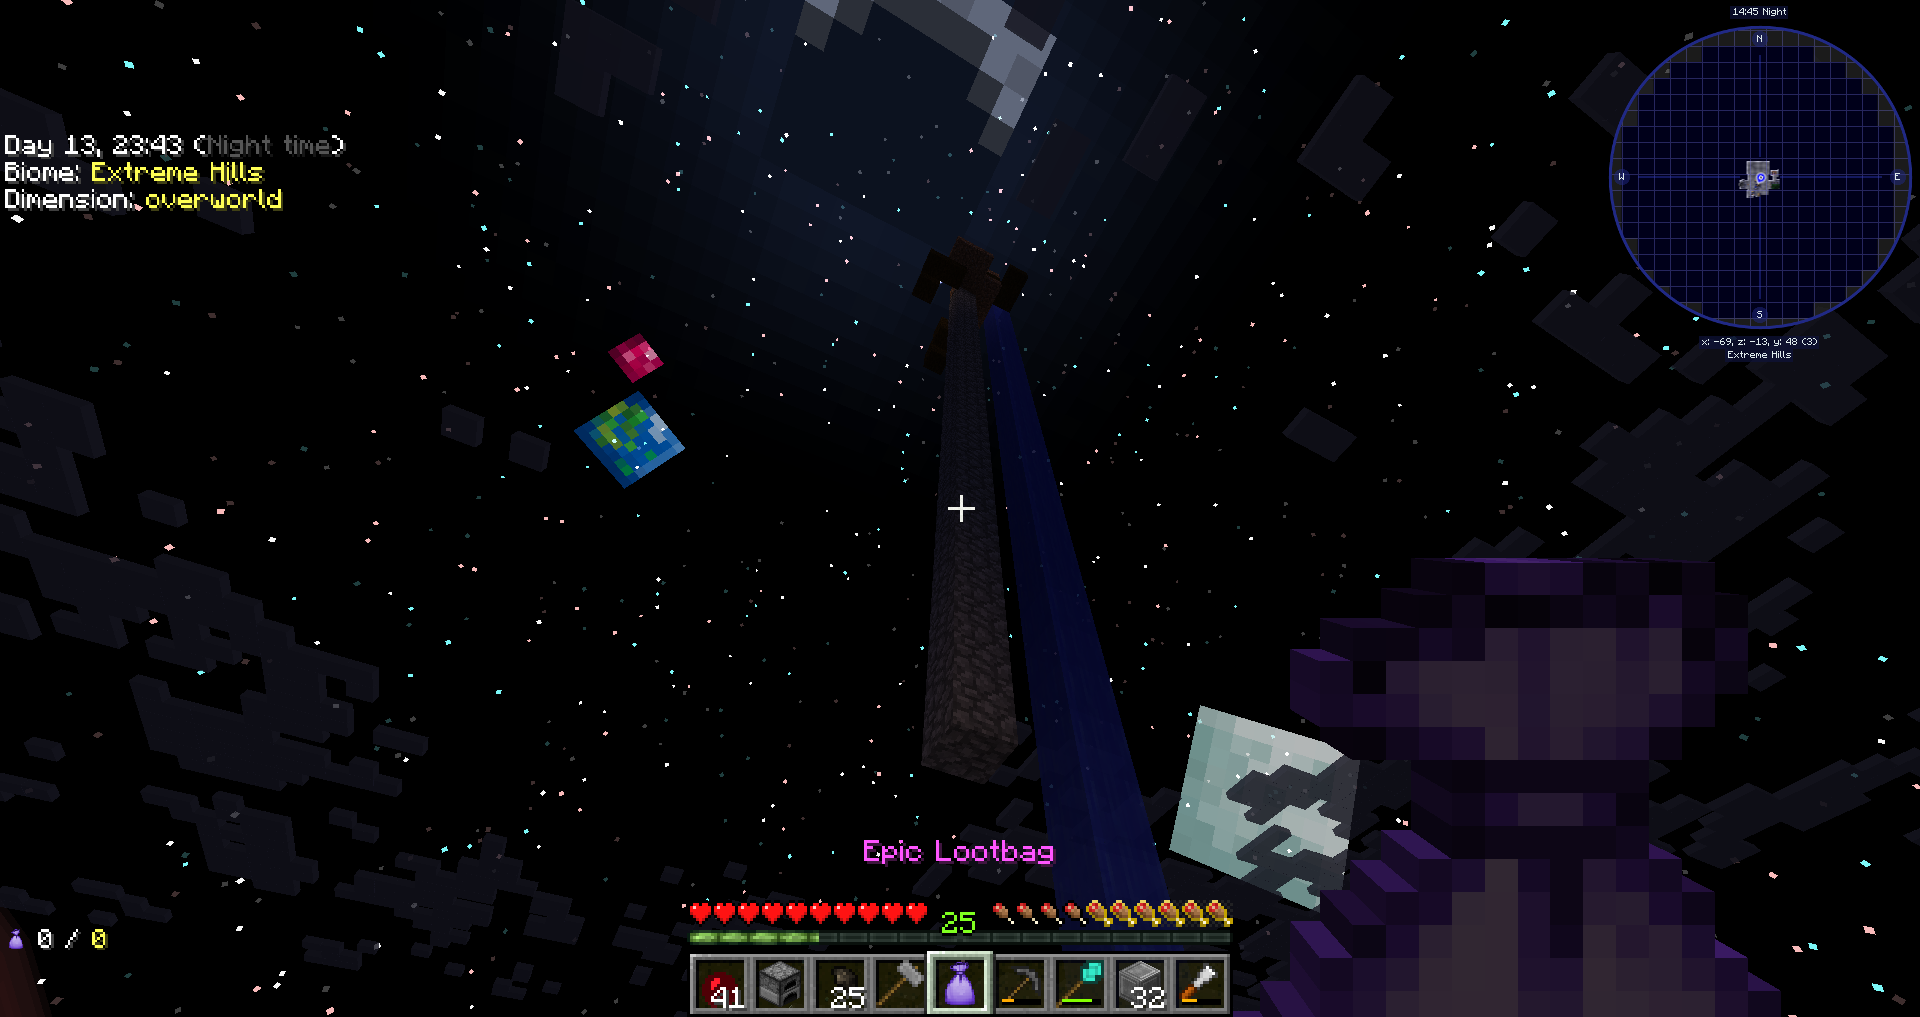 14:45 Night
N
Day 13, 23:43 (Night time)
Biome: Extreme Hills
Dimension: overworld
W
E
S
x: -69, z: -13, y: 48 (3)
Extreme Hills
Epic Lootbag
25
0 / 0
41
25
32